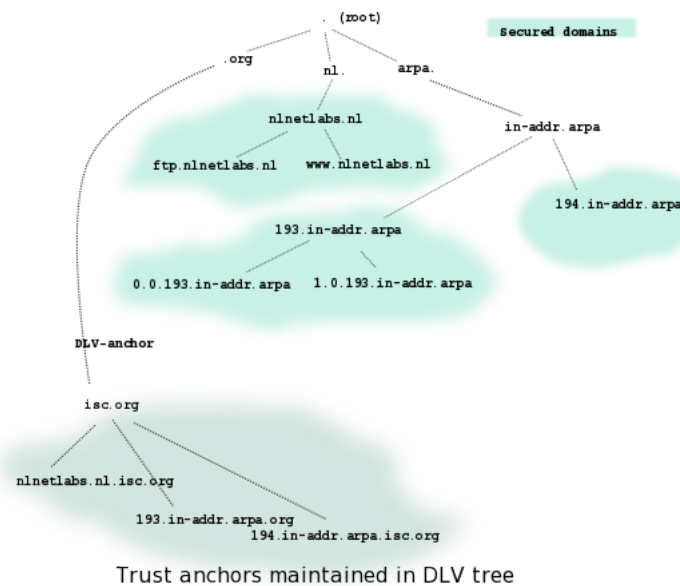 . (root)
Secured domains
.org
nl.
arpa.
nlnetlabs.nl
in-addr.arpa
ftp.nlnetlabs.nl
www.nlnetlabs.nl
194.in-addr.arpa
193.in-addr.arpa
0.0.193.in-addr.arpa
1.0.193.in-addr.arpa
DLV-anchor
isc.org
nlnetlabs.nl.isc.org
193.in-addr.arpa.org
194.in-addr.arpa.isc.org
Trust anchors maintained in DLV tree